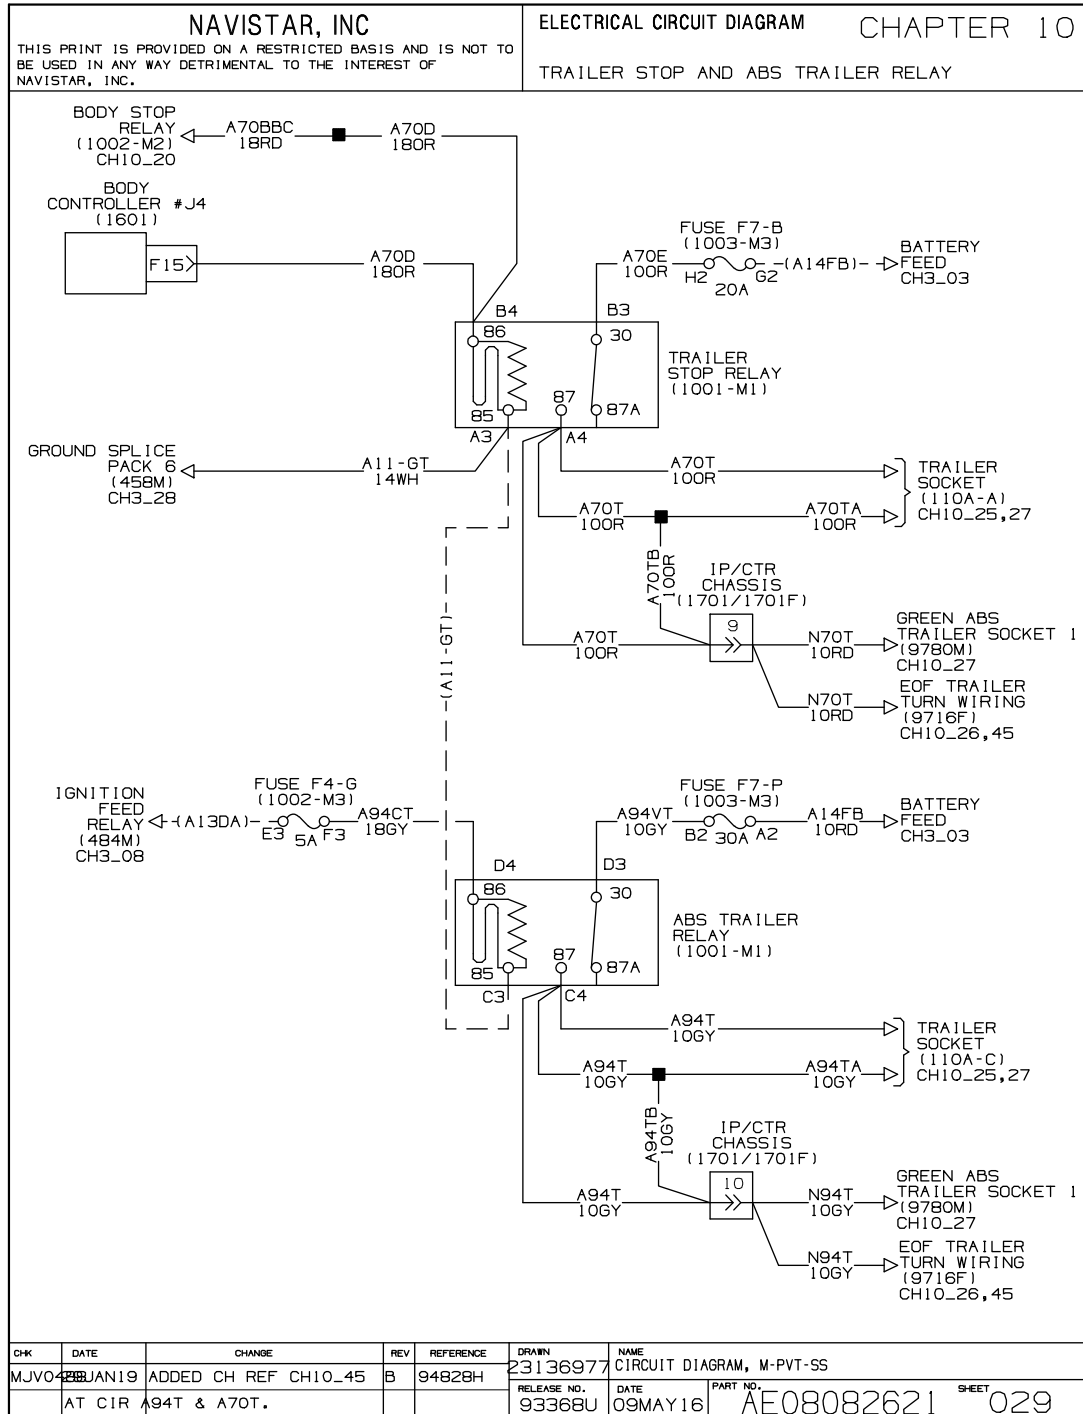 NAVISTAR, INC
THIS PRINT IS PROVIDED ON A RESTRICTED BASIS AND IS NOT TO
BE USED IN ANY WAY DETRIMENTAL TO THE INTEREST OF
NAVISTAR, INC.
ELECTRICAL CIRCUIT DIAGRAM CHAPTER 10
TRAILER STOP AND ABS TRAILER RELAY
BODY STOP
RELAY
(1002-M2)
CH10_20
A70BBC
18RD
A70D
18OR
BODY
CONTROLLER #J4
(1601)
F15
A70D
18OR
A70E
10OR
FUSE F7-B
(1003-M3)
H2
G2
20A
(A14FB)
BATTERY
FEED
CH3_03
B4
B3
86
30
85
87
87A
TRAILER
STOP RELAY
(1001-M1)
A3
A4
GROUND SPLICE
PACK 6
(458M)
CH3_28
A11-GT
14WH
A70T
10OR
TRAILER
SOCKET
(110A-A)
CH10_25,27
A70T
10OR
A70TA
10OR
A70TB
10OR
IP/CTR
CHASSIS
(1701/1701F)
9
(A11-GT)
A70T
10OR
N70T
10RD
GREEN ABS
TRAILER SOCKET 1
(9780M)
CH10_27
N70T
10RD
EOF TRAILER
TURN WIRING
(9716F)
CH10_26,45
IGNITION
FEED
RELAY
(484M)
CH3_08
(A13DA)
FUSE F4-G
(1002-M3)
E3
5A
F3
A94CT
18GY
A94VT
10GY
FUSE F7-P
(1003-M3)
B2
30A
A2
A14FB
10RD
BATTERY
FEED
CH3_03
D4
D3
86
30
85
87
87A
ABS TRAILER
RELAY
(1001-M1)
C3
C4
A94T
10GY
TRAILER
SOCKET
(110A-C)
CH10_25,27
A94T
10GY
A94TA
10GY
A94TB
10GY
IP/CTR
CHASSIS
(1701/1701F)
10
A94T
10GY
N94T
10GY
GREEN ABS
TRAILER SOCKET 1
(9780M)
CH10_27
N94T
10GY
EOF TRAILER
TURN WIRING
(9716F)
CH10_26,45
CHK DATE CHANGE REV REFERENCE
JAN19 ADDED CH REF CH10_45 B 94828H
AT CIR A94T & A70T.
DRAWN
23136977
NAME
CIRCUIT DIAGRAM, M-PVT-SS
RELEASE NO.
93368U
DATE
09MAY16
PART NO.
AE08082621
SHEET
029